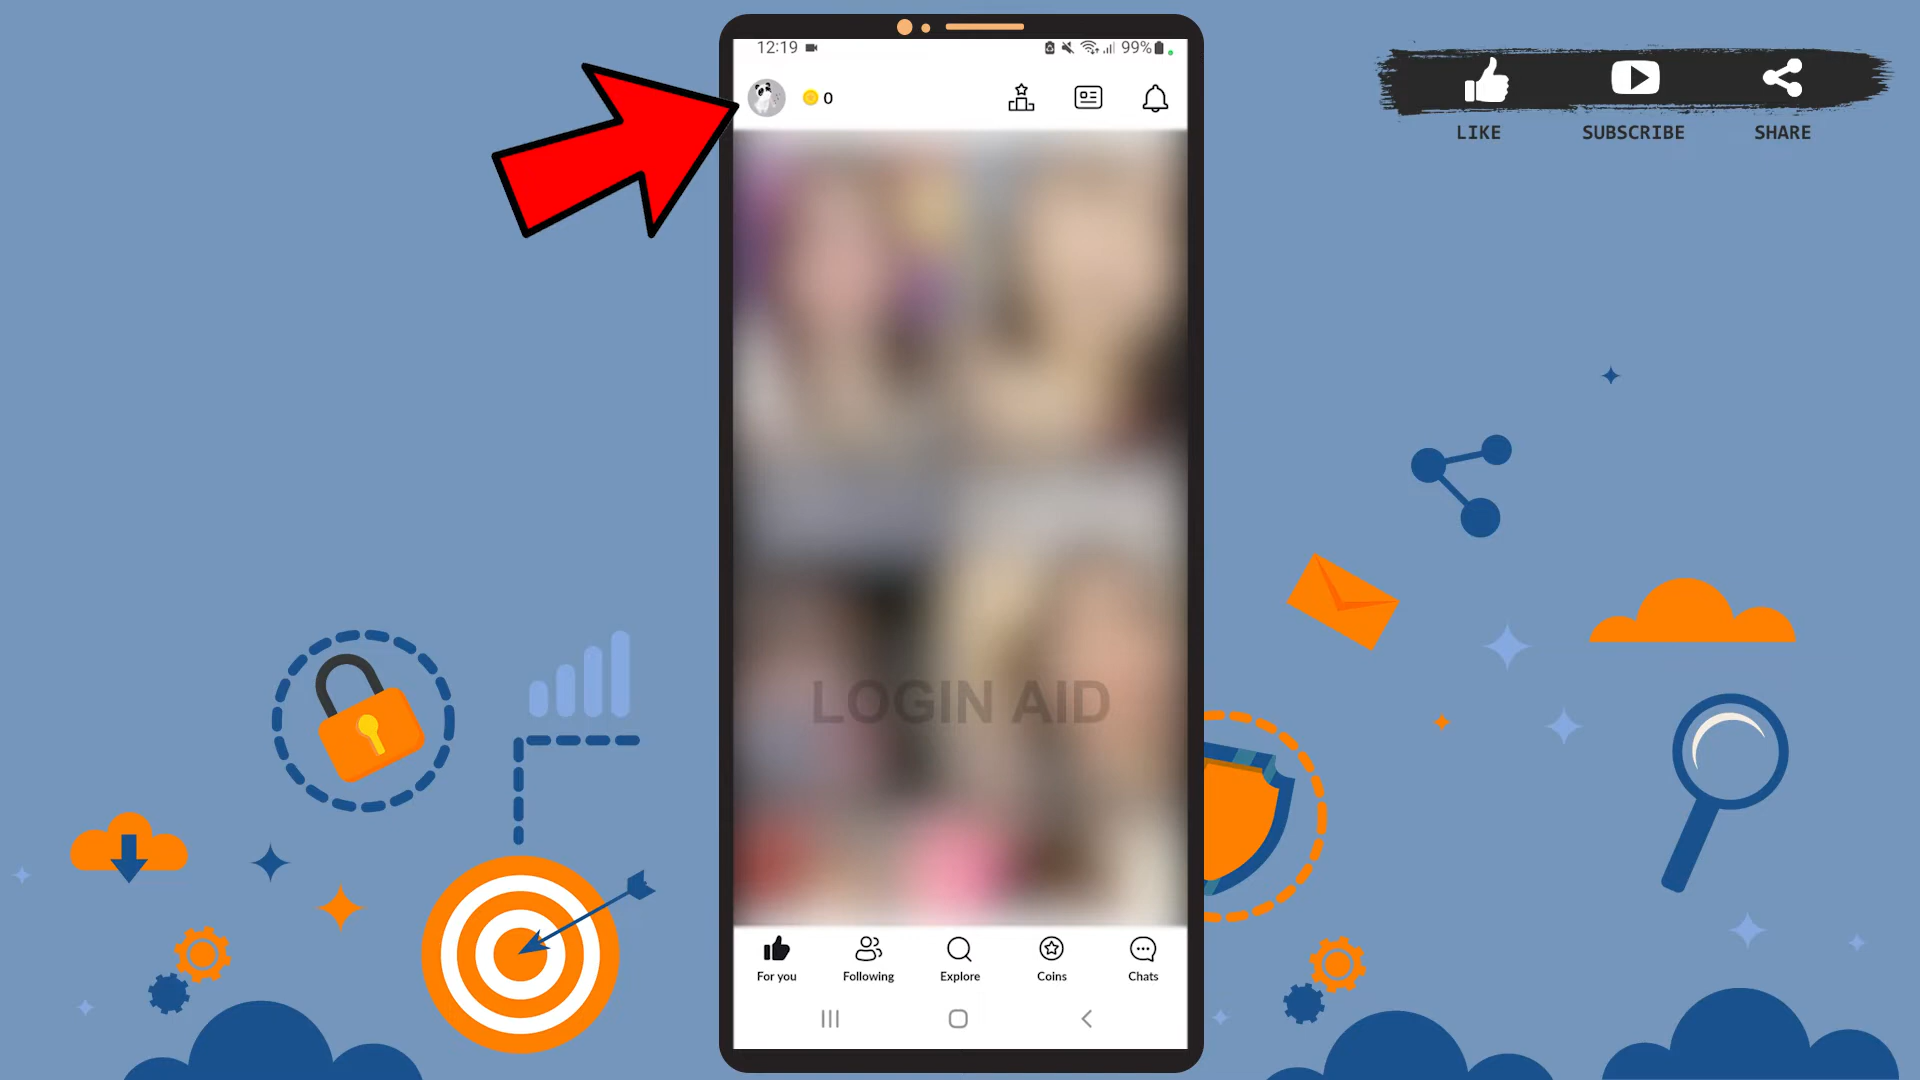 12:19
99%
0
LIKE
SUBSCRIBE
SHARE
LOGIN AID
For you
Following
Explore
Coins
Chats